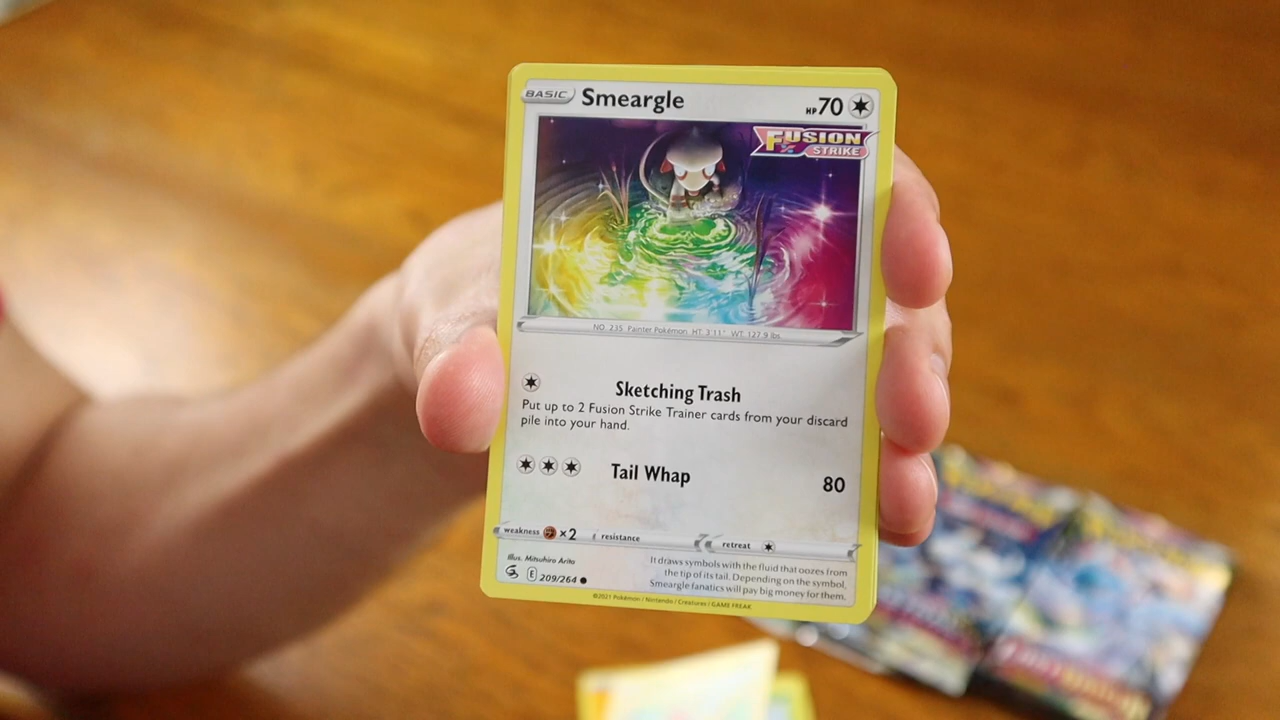 BASIC Smeargle HP 70
FUSION
STRIKE
NO. 235 Painter Pokémon HT: 3'11" WT: 127.9 lbs.
Sketching Trash
Put up to 2 Fusion Strike Trainer cards from your discard
pile into your hand.
Tail Whap 80
weakness ×2 resistance retreat
Illus. Mitsuhiro Arita
E 209/264
It draws symbols with the fluid that oozes from
the tip of its tail. Depending on the symbol,
Smeargle fanatics will pay big money for them.
©2021 Pokémon / Nintendo / Creatures / GAME FREAK